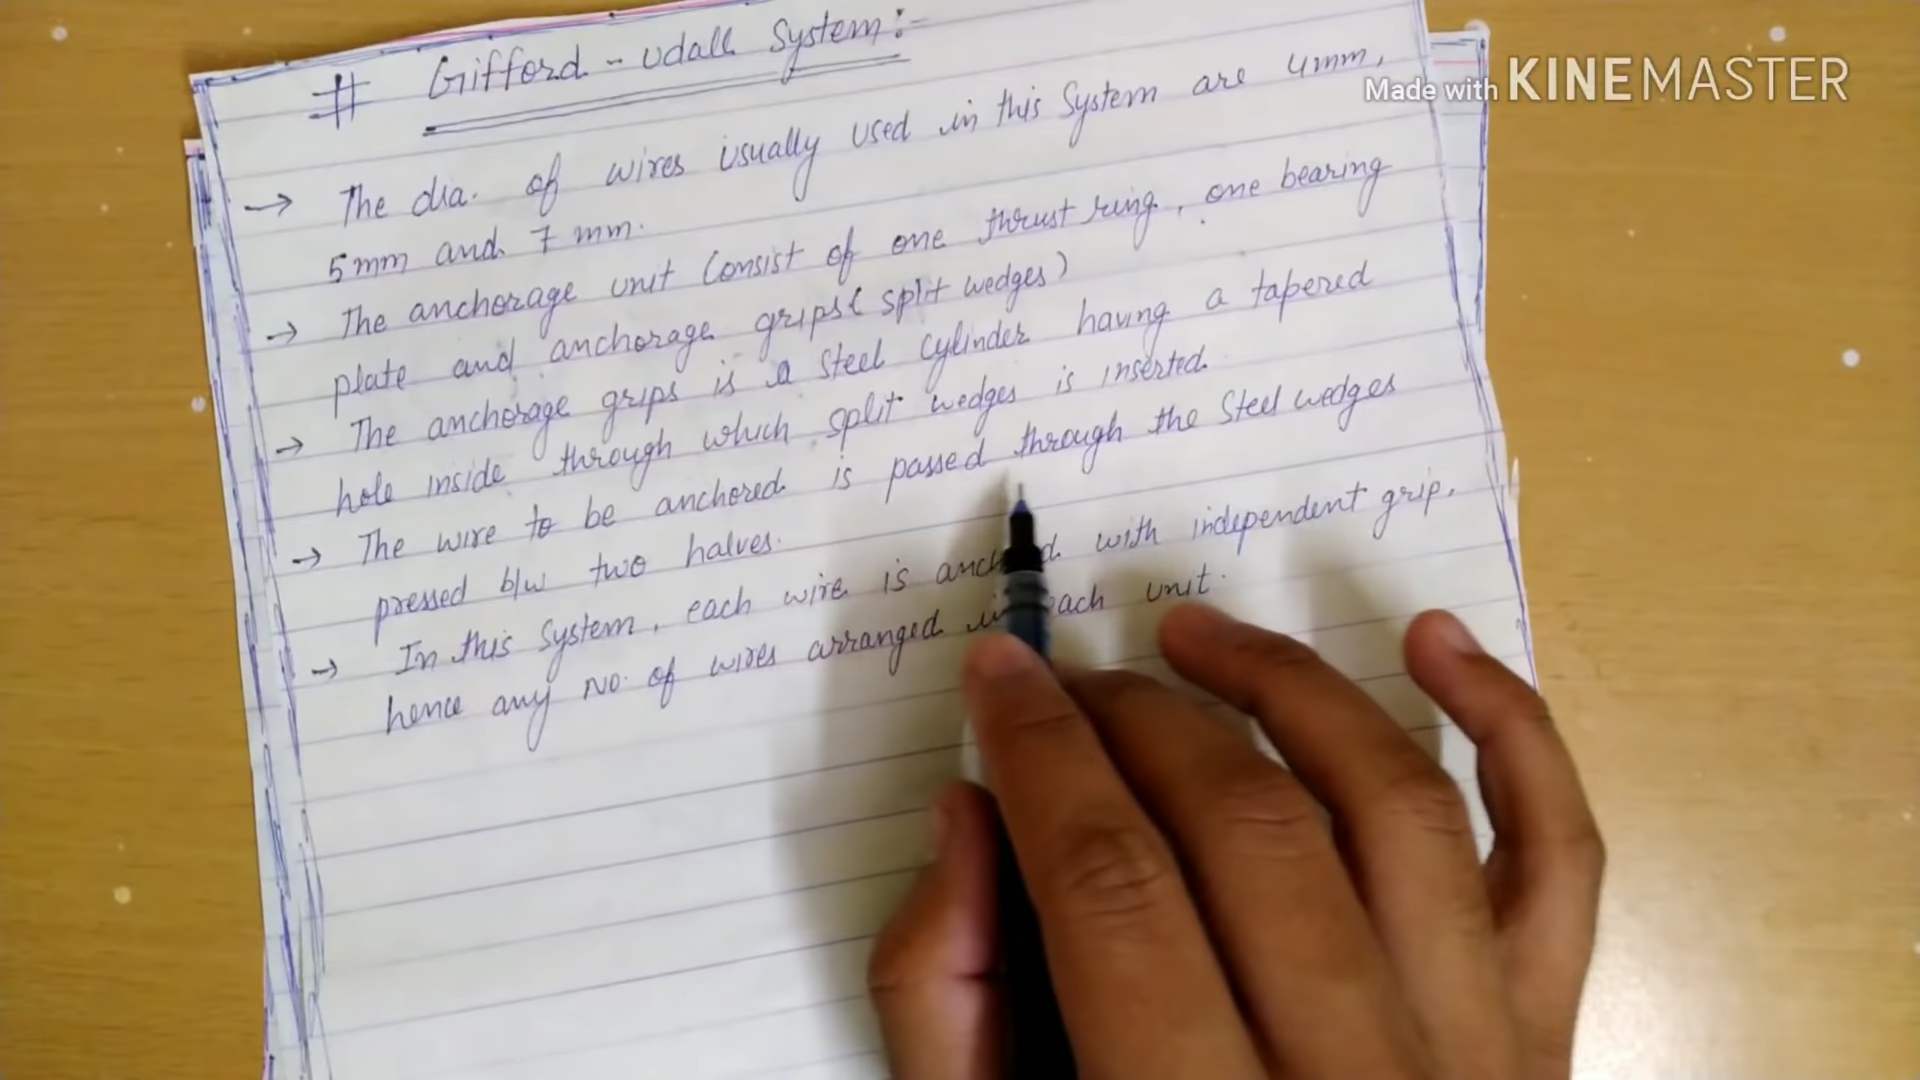 # Gifford - Udall System :-
Made with KINEMASTER
→ The dia. of wires usually used in this System are 4mm,
5mm and 7 mm.
→ The anchorage unit consist of one thrust ring, one bearing
plate and anchorage grips ( split wedges)
→ The anchorage grips is a steel cylinder having a tapered
hole inside through which split wedges is inserted.
→ The wire to be anchored is passed through the steel wedges
pressed b/w two halves.
→ In this System, each wire is with independent grip.
hence any no. of wires arranged in each unit.